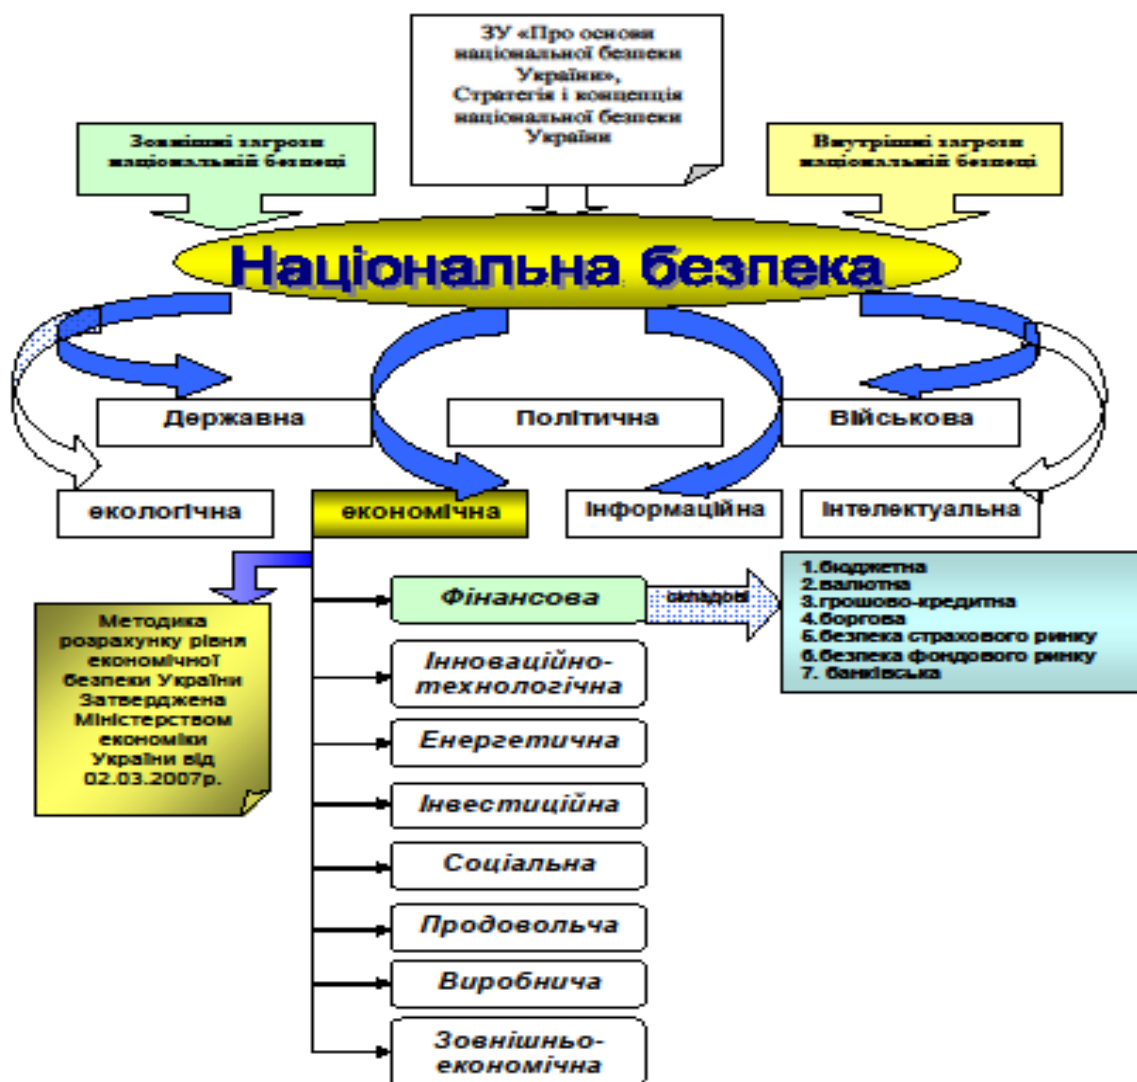 ЗУ «Про основи
національної безпеки
України»,
Стратегія і концепція
національної безпеки
України
Зовнішні загрози
національній безпеці
Внутрішні загрози
національній безпеці
Національна безпека
Державна
Політична
Військова
екологічна
економічна
інформаційна
інтелектуальна
Методика
розрахунку рівня
економічної
безпеки України
Затверджена
Міністерством
економіки
України від
02.03.2007р.
Фінансова
складові
1.бюджетна
2.валютна
3.грошово-кредитна
4.боргова
5.безпека страхового ринку
6.безпека фондового ринку
7. банківська
Інноваційно-
технологічна
Енергетична
Інвестиційна
Соціальна
Продовольча
Виробнича
Зовнішньо-
економічна